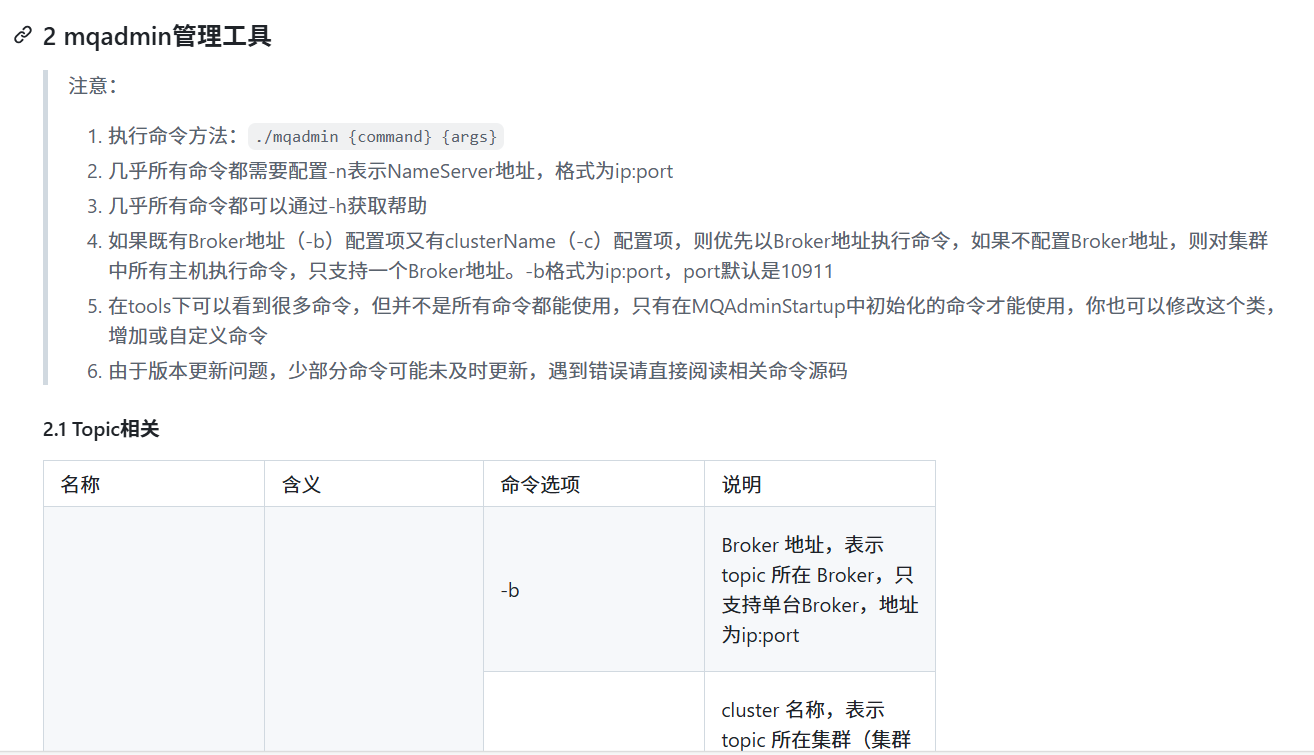 2 mqadmin管理工具
注意：
1. 执行命令方法：./mqadmin {command} {args}
2. 几乎所有命令都需要配置-n表示NameServer地址，格式为ip:port
3. 几乎所有命令都可以通过-h获取帮助
4. 如果既有Broker地址（-b）配置项又有clusterName（-c）配置项，则优先以Broker地址执行命令，如果不配置Broker地址，则对集群
中所有主机执行命令，只支持一个Broker地址。-b格式为ip:port，port默认是10911
5. 在tools下可以看到很多命令，但并不是所有命令都能使用，只有在MQAdminStartup中初始化的命令才能使用，你也可以修改这个类，
增加或自定义命令
6. 由于版本更新问题，少部分命令可能未及时更新，遇到错误请直接阅读相关命令源码
2.1 Topic相关
名称 含义 命令选项 说明
-b
Broker 地址，表示
topic 所在 Broker，只
支持单台Broker，地址
为ip:port
cluster 名称，表示
topic 所在集群（集群